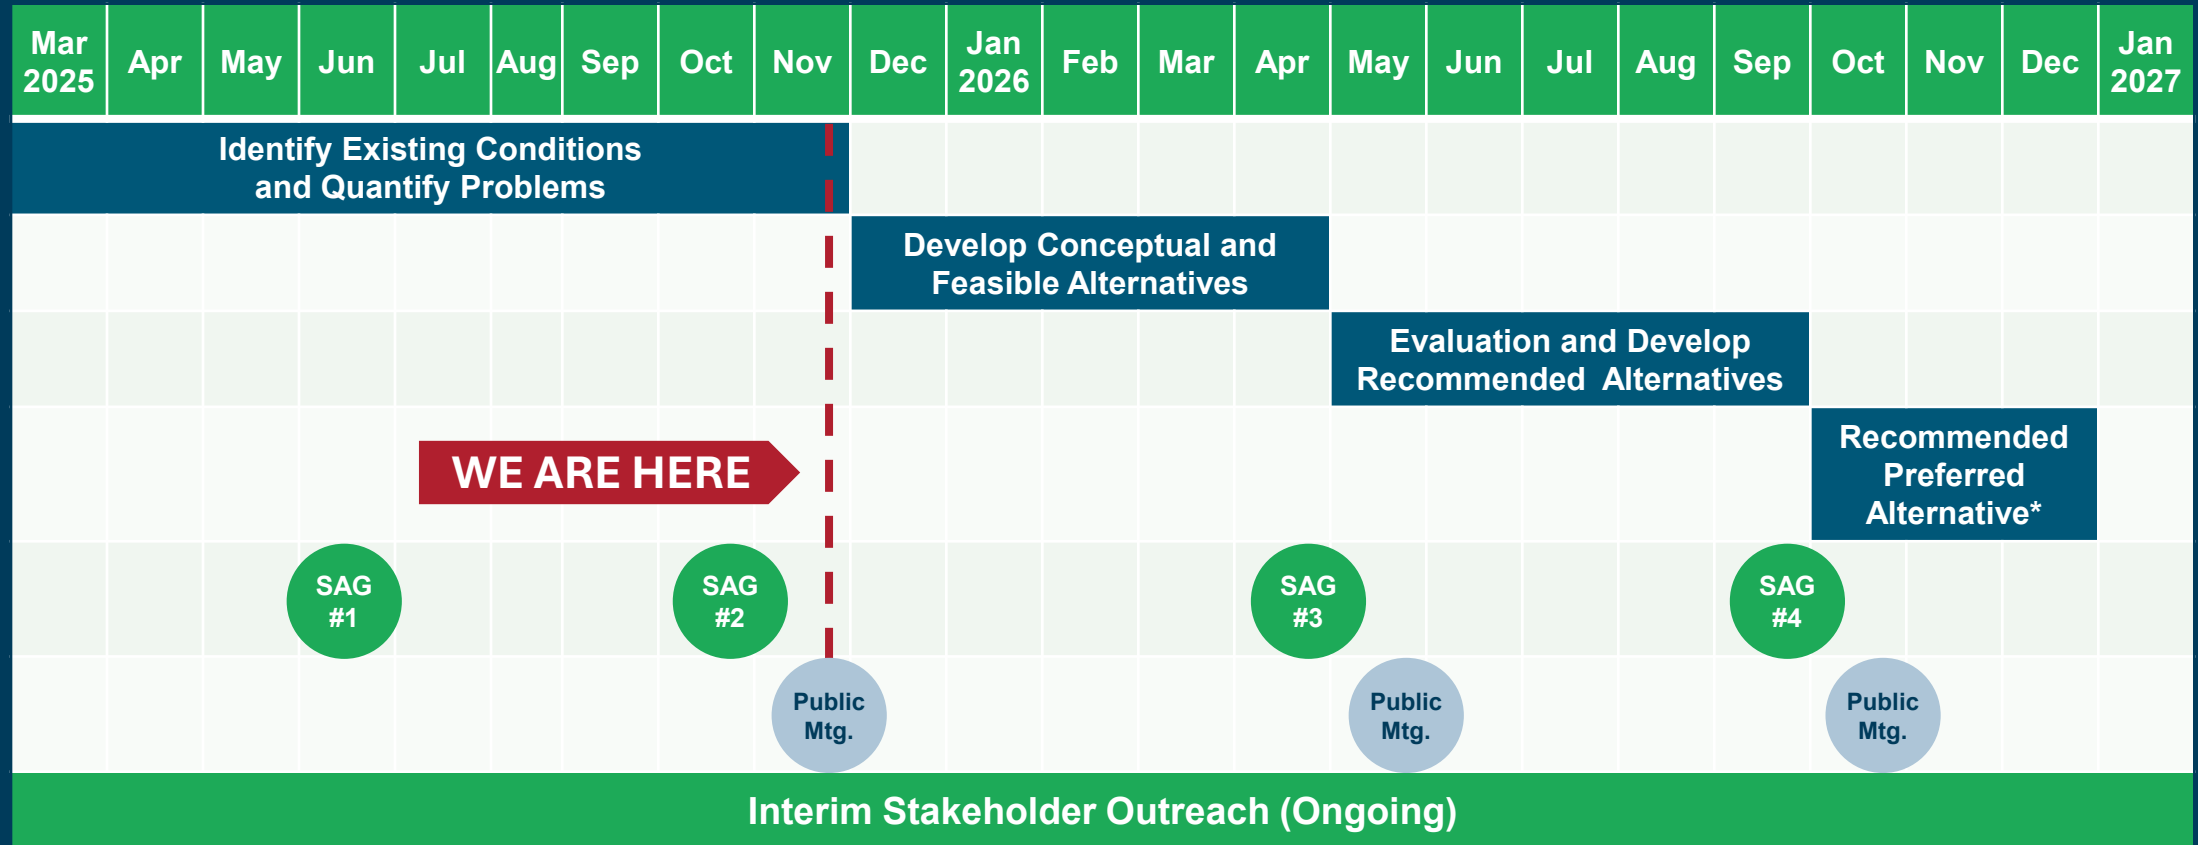 Mar
2025
Apr
May
Jun
Jul
Aug
Sep
Oct
Nov
Dec
Jan
2026
Feb
Mar
Apr
May
Jun
Jul
Aug
Sep
Oct
Nov
Dec
Jan
2027
Identify Existing Conditions
and Quantify Problems
Develop Conceptual and
Feasible Alternatives
Evaluation and Develop
Recommended Alternatives
Recommended
Preferred
Alternative*
WE ARE HERE
SAG
#1
SAG
#2
SAG
#3
SAG
#4
Public
Mtg.
Public
Mtg.
Public
Mtg.
Interim Stakeholder Outreach (Ongoing)